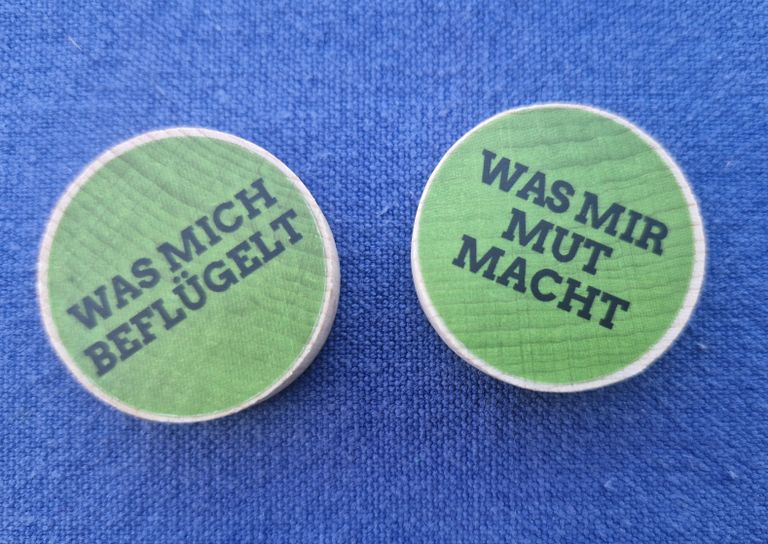 WAS MICH
BEFLÜGELT
WAS MIR
MUT
MACHT